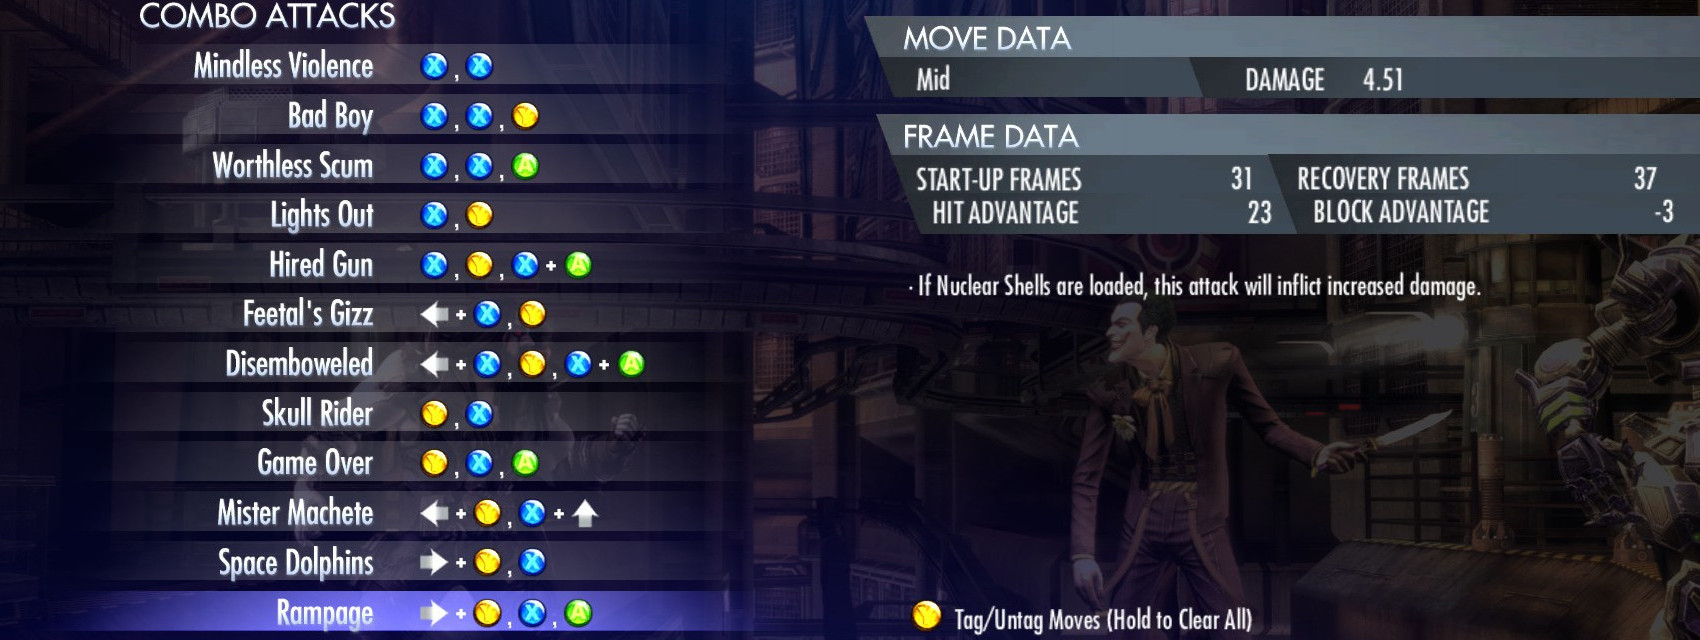 COMBO ATTACKS
Mindless Violence X , X
Bad Boy X , X , Y
Worthless Scum X , X , A
Lights Out X , Y
Hired Gun X , Y , X + A
Feetal's Gizz ← + X , Y
Disemboweled ← + X , Y , X + A
Skull Rider Y , X
Game Over Y , X , A
Mister Machete ← + Y , X + ↑
Space Dolphins → + Y , X
Rampage → + Y , X , A
MOVE DATA
Mid DAMAGE 4.51
FRAME DATA
START-UP FRAMES 31 RECOVERY FRAMES 37
HIT ADVANTAGE 23 BLOCK ADVANTAGE -3
· If Nuclear Shells are loaded, this attack will inflict increased damage.
Y Tag/Untag Moves (Hold to Clear All)